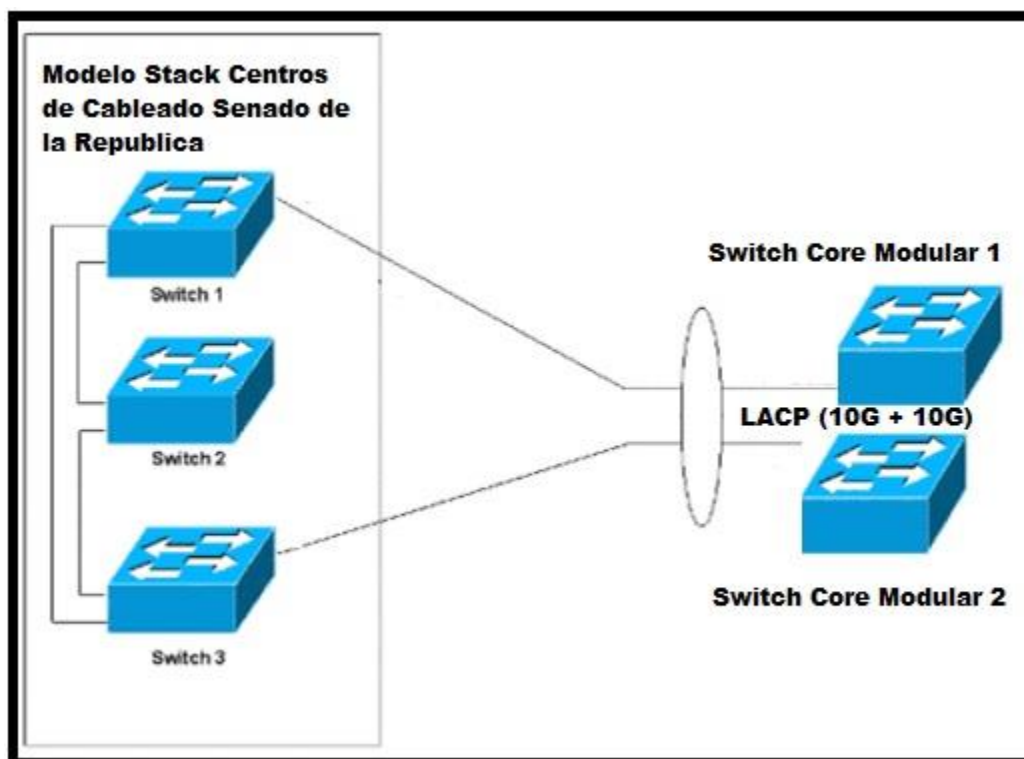 Modelo Stack Centros
de Cableado Senado de
la Republica
Switch 1
Switch 2
Switch 3
Switch Core Modular 1
LACP (10G + 10G)
Switch Core Modular 2